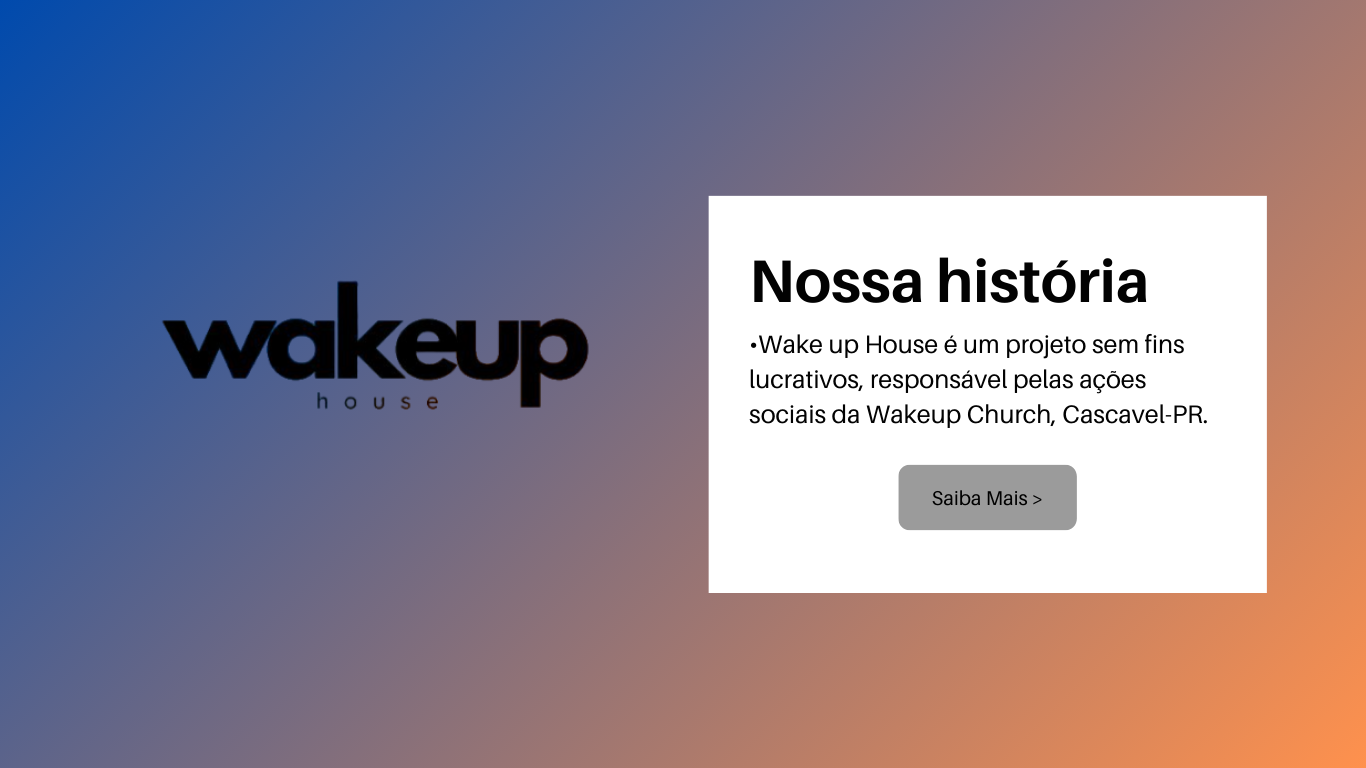 wakeup
house
Nossa história
•Wake up House é um projeto sem fins
lucrativos, responsável pelas ações
sociais da Wakeup Church, Cascavel-PR.
Saiba Mais >